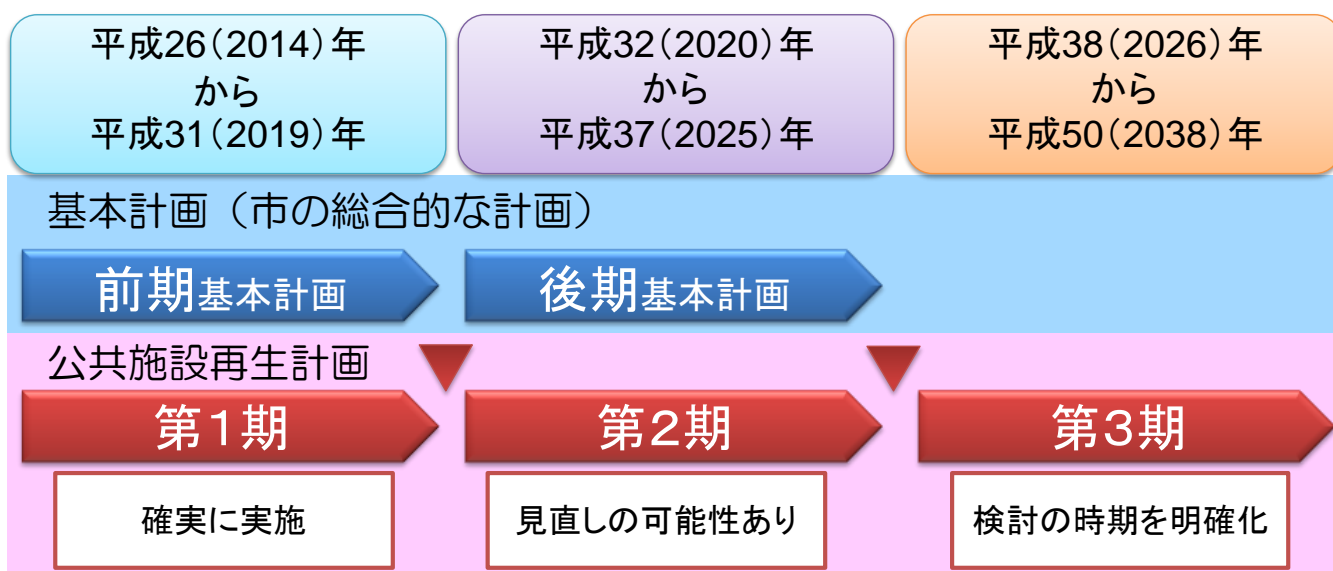 平成26(2014)年
から
平成31(2019)年
平成32(2020)年
から
平成37(2025)年
平成38(2026)年
から
平成50(2038)年
基本計画（市の総合的な計画）
前期基本計画
後期基本計画
公共施設再生計画
第１期
第２期
第３期
確実に実施
見直しの可能性あり
検討の時期を明確化